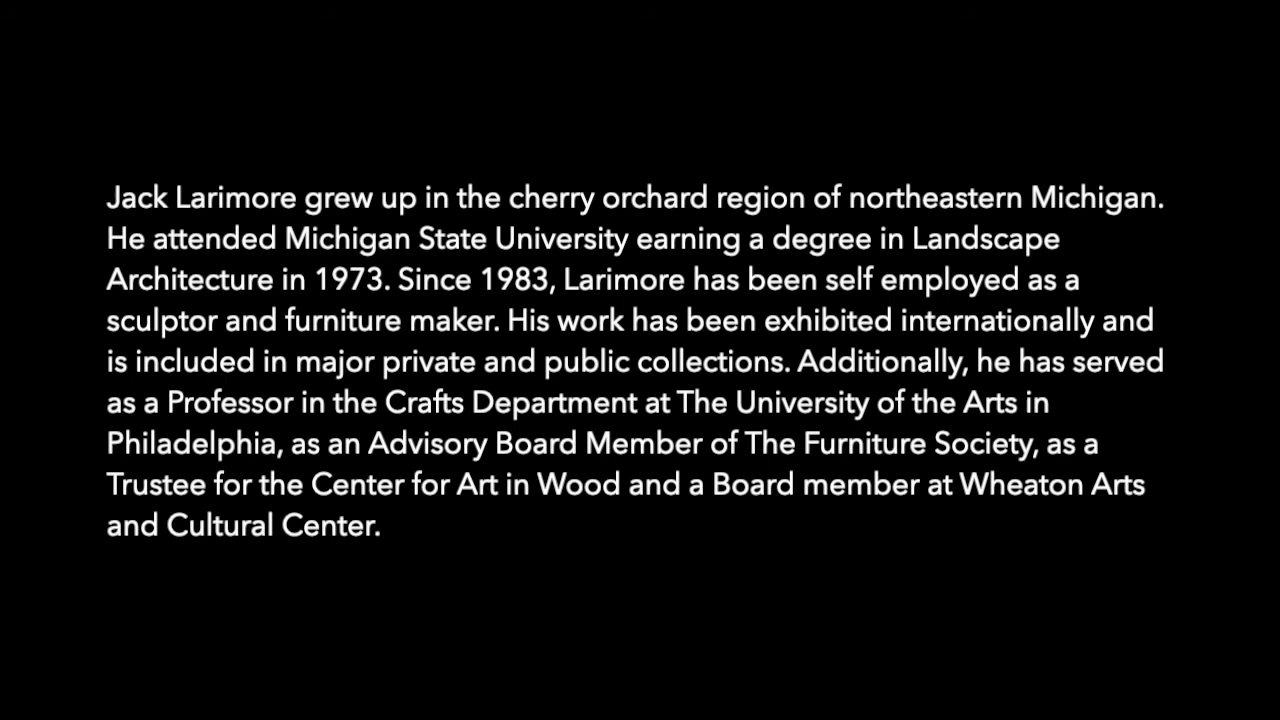 Jack Larimore grew up in the cherry orchard region of northeastern Michigan.
He attended Michigan State University earning a degree in Landscape
Architecture in 1973. Since 1983, Larimore has been self employed as a
sculptor and furniture maker. His work has been exhibited internationally and
is included in major private and public collections. Additionally, he has served
as a Professor in the Crafts Department at The University of the Arts in
Philadelphia, as an Advisory Board Member of The Furniture Society, as a
Trustee for the Center for Art in Wood and a Board member at Wheaton Arts
and Cultural Center.